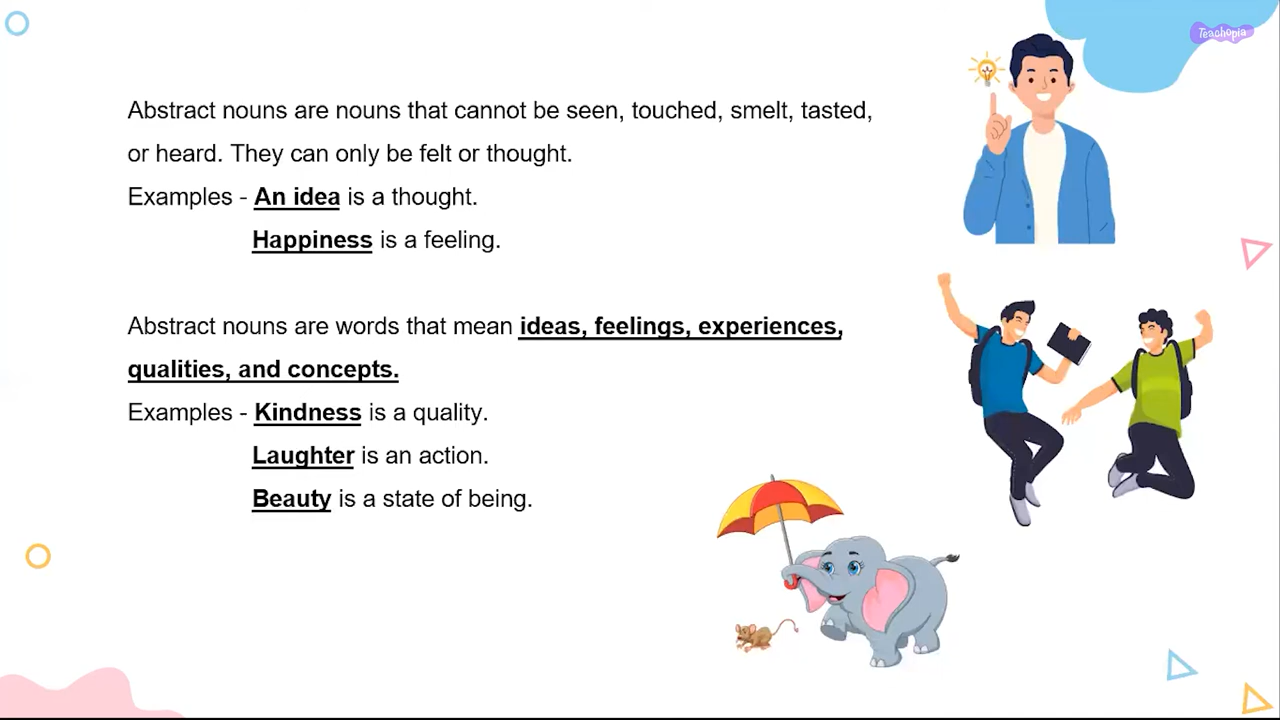 Teachopia
Abstract nouns are nouns that cannot be seen, touched, smelt, tasted,
or heard. They can only be felt or thought.
Examples - An idea is a thought.
Happiness is a feeling.
Abstract nouns are words that mean ideas, feelings, experiences,
qualities, and concepts.
Examples - Kindness is a quality.
Laughter is an action.
Beauty is a state of being.